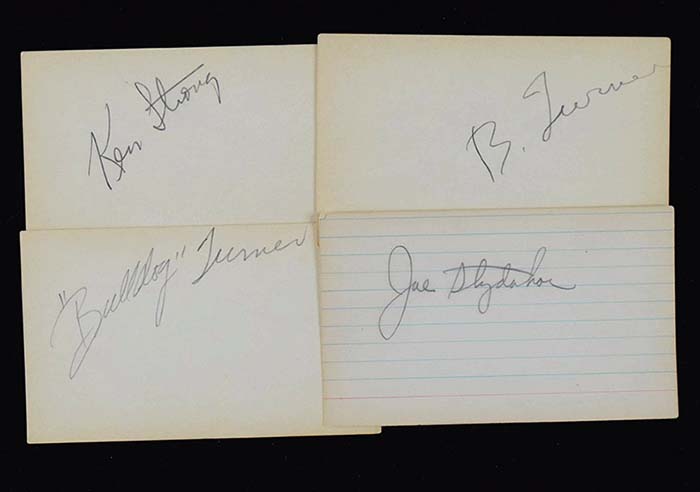 Ken Strong
B. Turner
"Bulldog" Turner
Joe Stydahar